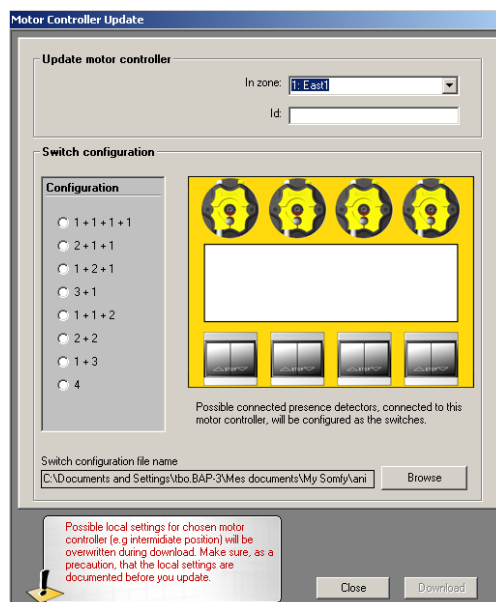 Motor Controller Update
Update motor controller
In zone: 1: East1
Id:
Switch configuration
Configuration
1 + 1 + 1 + 1
2 + 1 + 1
1 + 2 + 1
3 + 1
1 + 1 + 2
2 + 2
1 + 3
4
STOP STOP STOP STOP
Possible connected presence detectors, connected to this
motor controller, will be configured as the switches.
Switch configuration file name
C:\Documents and Settings\tbo.BAP-3\Mes documents\My Somfy\ani
Browse
Possible local settings for chosen motor
controller (e.g intermidiate position) will be
overwritten during download. Make sure, as a
precaution, that the local settings are
documented before you update.
Close Download